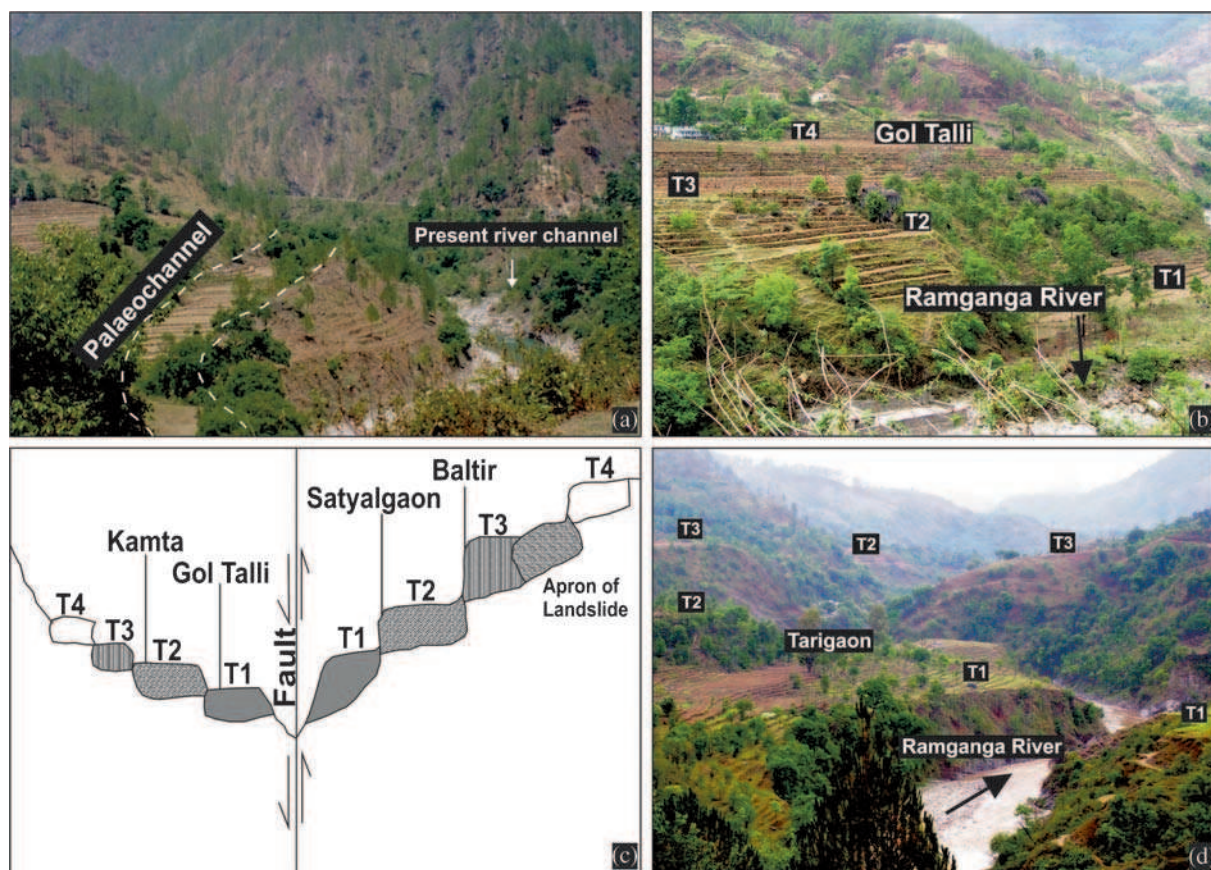 Palaeochannel
Present river channel
(a)
T4
Gol Talli
T3
T2
T1
Ramganga River
(b)
T4
Baltir
Satyalgaon
T3
Kamta
Gol Talli
T2
Apron of
Landslide
T4
T3
T2
T1
Fault
T1
(c)
T3
T2
T3
T2
Tarigaon
T1
T1
Ramganga River
(d)